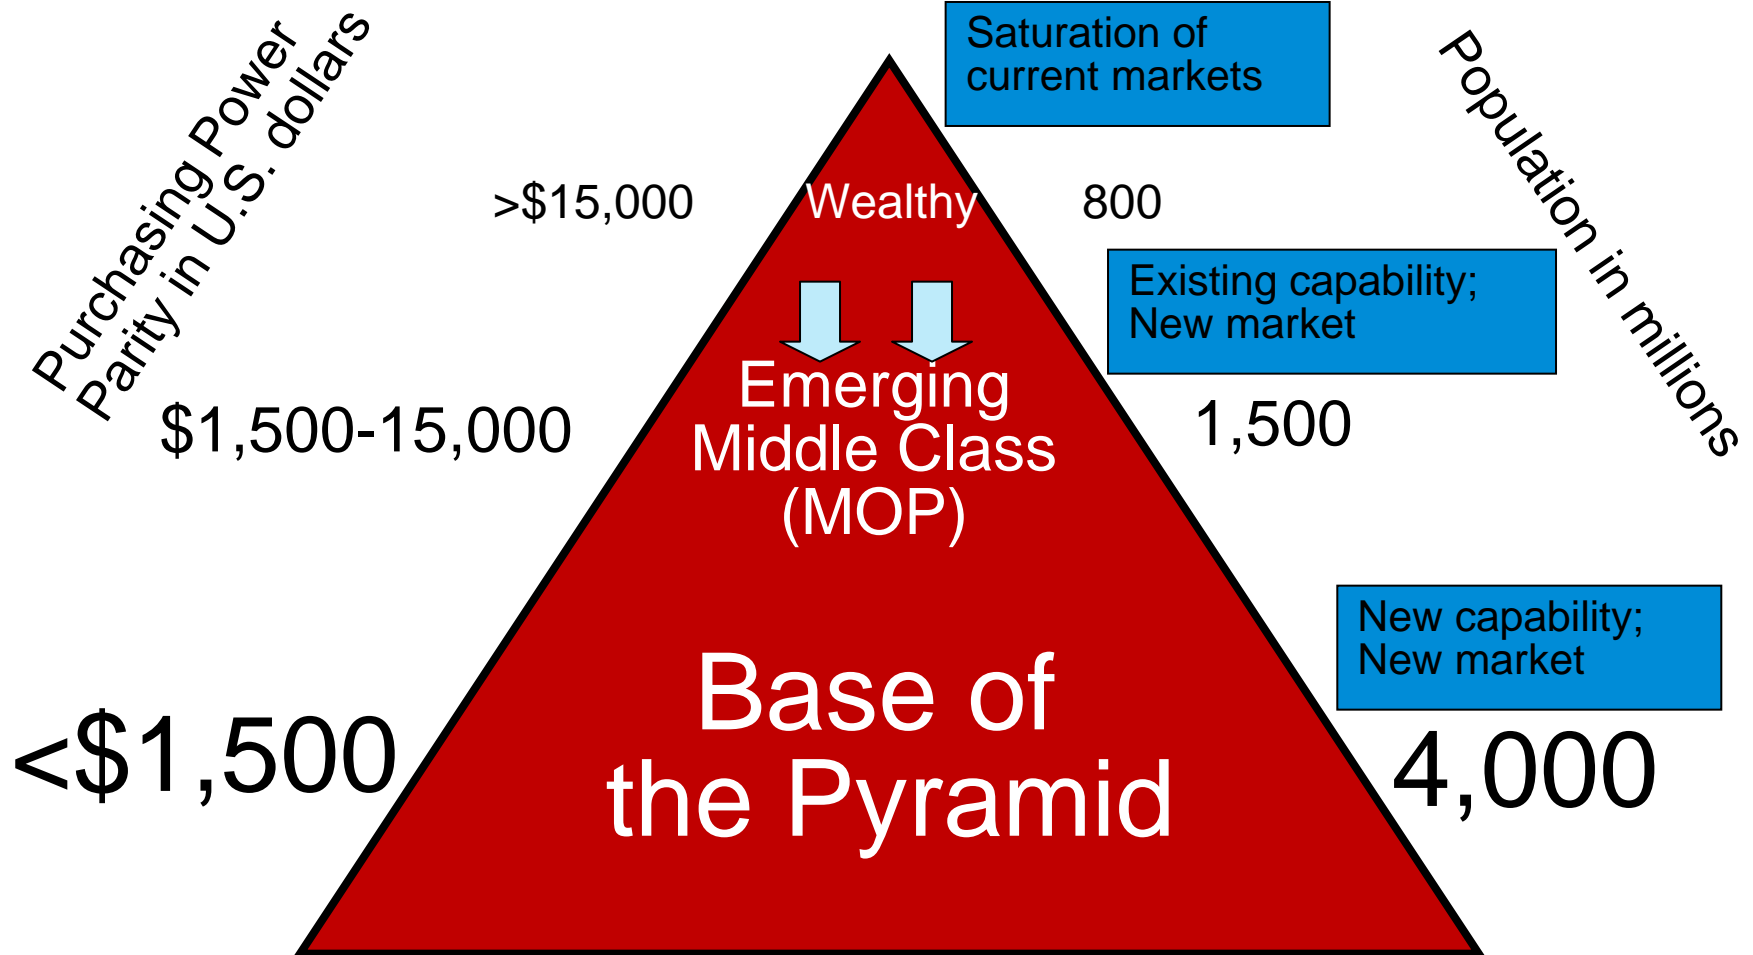 Purchasing Power
Parity in U.S. dollars
Saturation of
current markets
Population in millions
>$15,000
Wealthy
800
Existing capability;
New market
$1,500-15,000
Emerging
Middle Class
(MOP)
1,500
New capability;
New market
<$1,500
Base of
the Pyramid
4,000